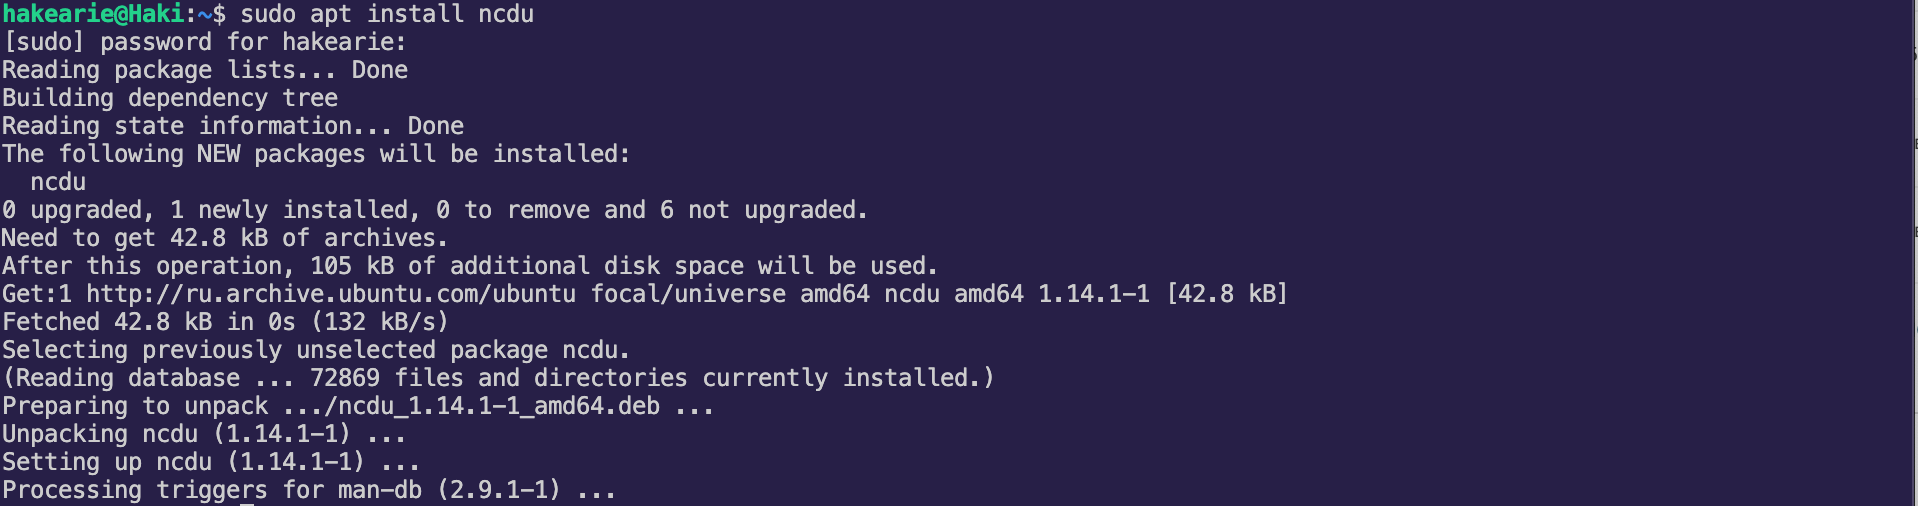 hakearie@Haki:~$ sudo apt install ncdu
[sudo] password for hakearie:
Reading package lists... Done
Building dependency tree
Reading state information... Done
The following NEW packages will be installed:
  ncdu
0 upgraded, 1 newly installed, 0 to remove and 6 not upgraded.
Need to get 42.8 kB of archives.
After this operation, 105 kB of additional disk space will be used.
Get:1 http://ru.archive.ubuntu.com/ubuntu focal/universe amd64 ncdu amd64 1.14.1-1 [42.8 kB]
Fetched 42.8 kB in 0s (132 kB/s)
Selecting previously unselected package ncdu.
(Reading database ... 72869 files and directories currently installed.)
Preparing to unpack .../ncdu_1.14.1-1_amd64.deb ...
Unpacking ncdu (1.14.1-1) ...
Setting up ncdu (1.14.1-1) ...
Processing triggers for man-db (2.9.1-1) ...